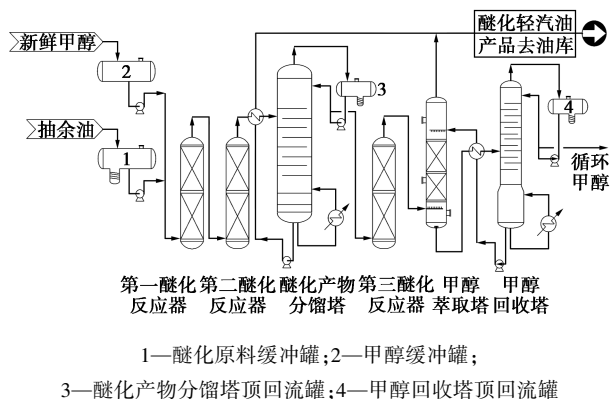 新鲜甲醇
2
抽余油
1
3
醚化轻汽油
产品去油库
4
循环
甲醇
第一醚化
反应器
第二醚化
反应器
醚化产物
分馏塔
第三醚化
反应器
甲醇
萃取塔
甲醇
回收塔
1—醚化原料缓冲罐;2—甲醇缓冲罐;
3—醚化产物分馏塔顶回流罐;4—甲醇回收塔顶回流罐